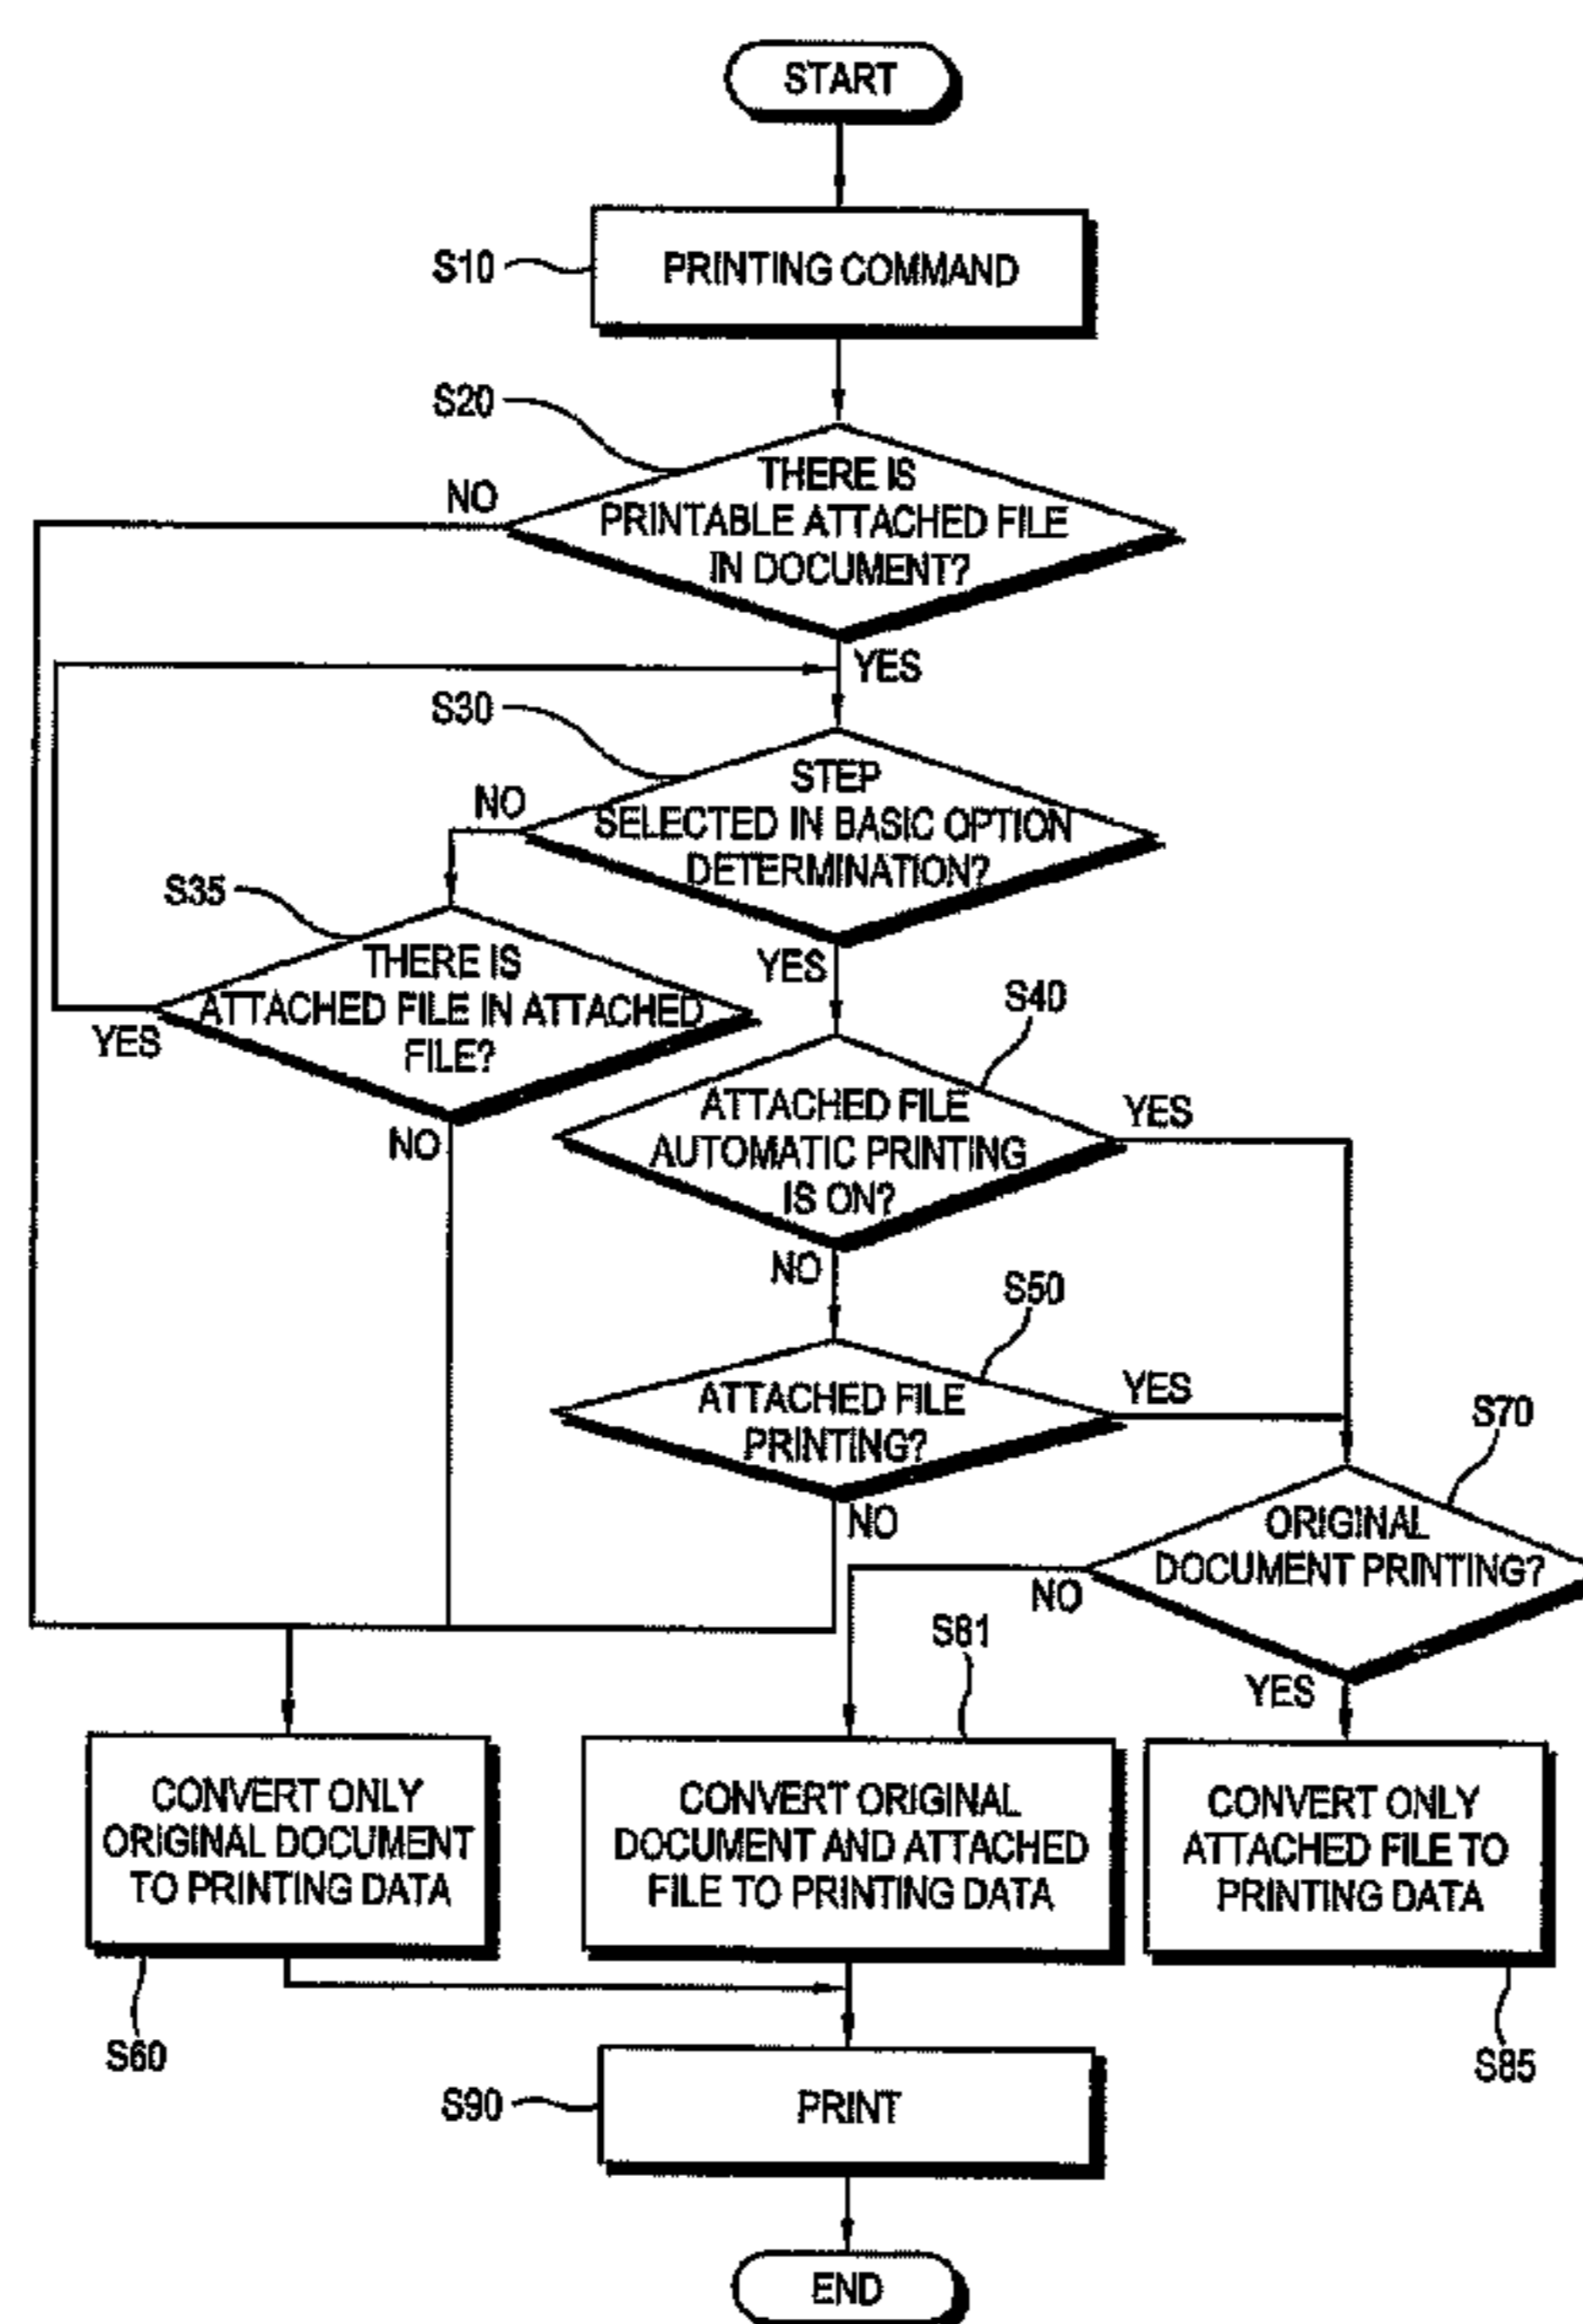 START
S10
PRINTING COMMAND
S20
THERE IS
PRINTABLE ATTACHED FILE
IN DOCUMENT?
NO
YES
S30
STEP
SELECTED IN BASIC OPTION
DETERMINATION?
NO
YES
S35
THERE IS
ATTACHED FILE IN ATTACHED
FILE?
YES
NO
S40
ATTACHED FILE
AUTOMATIC PRINTING
IS ON?
YES
NO
S50
ATTACHED FILE
PRINTING?
YES
NO
S70
ORIGINAL
DOCUMENT PRINTING?
NO
YES
S81
CONVERT ONLY
ORIGINAL DOCUMENT
TO PRINTING DATA
CONVERT ORIGINAL
DOCUMENT AND ATTACHED
FILE TO PRINTING DATA
CONVERT ONLY
ATTACHED FILE TO
PRINTING DATA
S60
S85
S90
PRINT
END